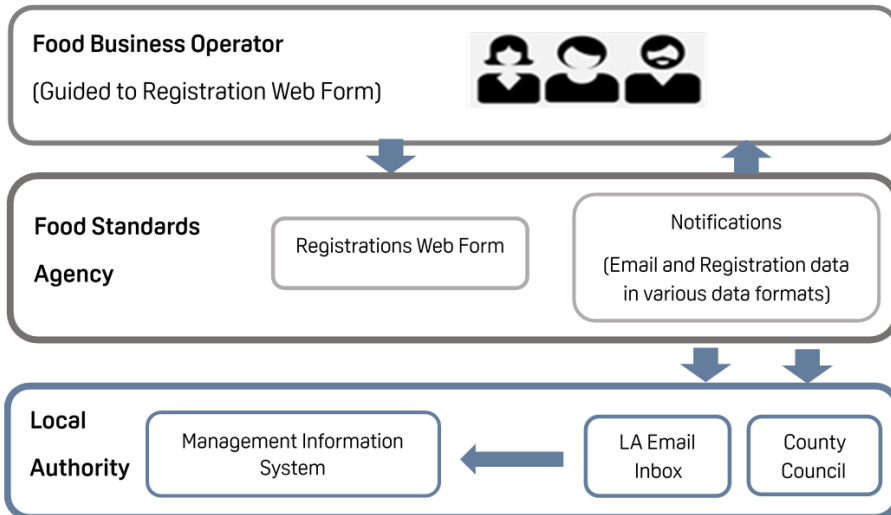 Food Business Operator
(Guided to Registration Web Form)
Food Standards
Agency
Registrations Web Form
Notifications
(Email and Registration data
in various data formats)
Local
Authority
Management Information
System
LA Email
Inbox
County
Council